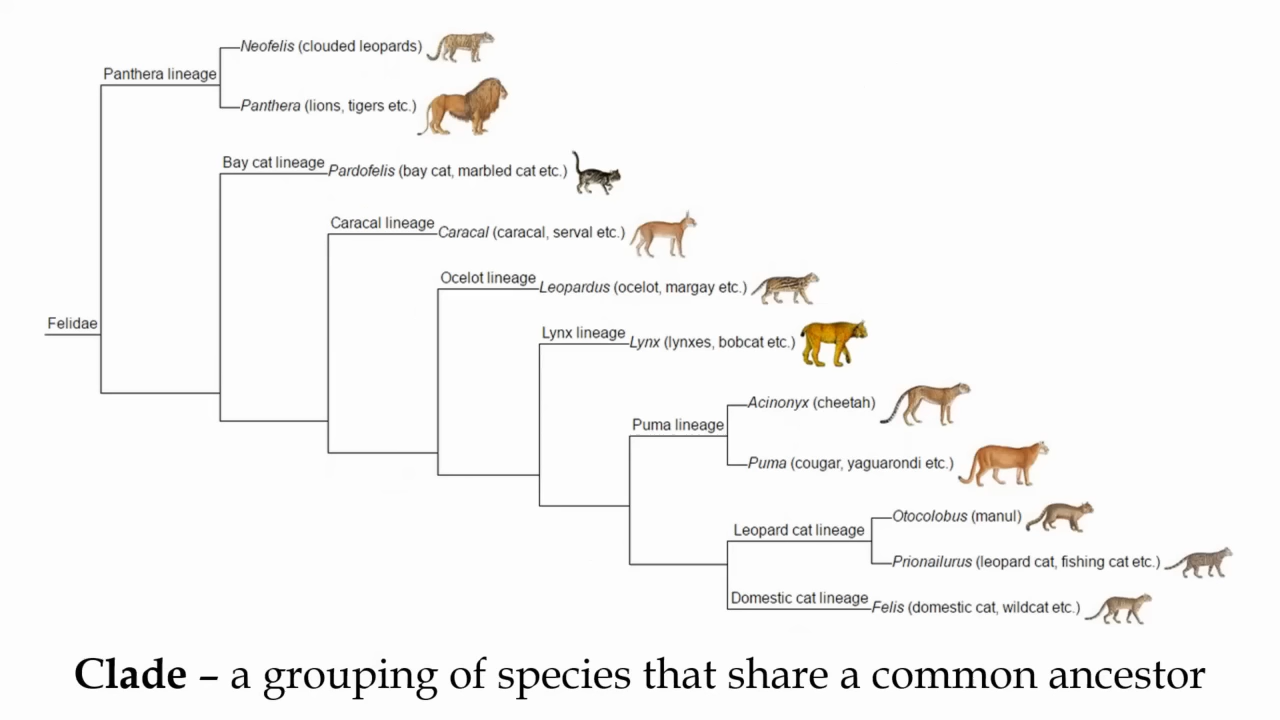 Neofelis (clouded leopards)
Panthera lineage
Panthera (lions, tigers etc.)
Bay cat lineage
Pardofelis (bay cat, marbled cat etc.)
Caracal lineage
Caracal (caracal, serval etc.)
Ocelot lineage
Leopardus (ocelot, margay etc.)
Felidae
Lynx lineage
Lynx (lynxes, bobcat etc.)
Acinonyx (cheetah)
Puma lineage
Puma (cougar, yaguarondi etc.)
Otocolobus (manul)
Leopard cat lineage
Prionailurus (leopard cat, fishing cat etc.)
Domestic cat lineage
Felis (domestic cat, wildcat etc.)
Clade – a grouping of species that share a common ancestor